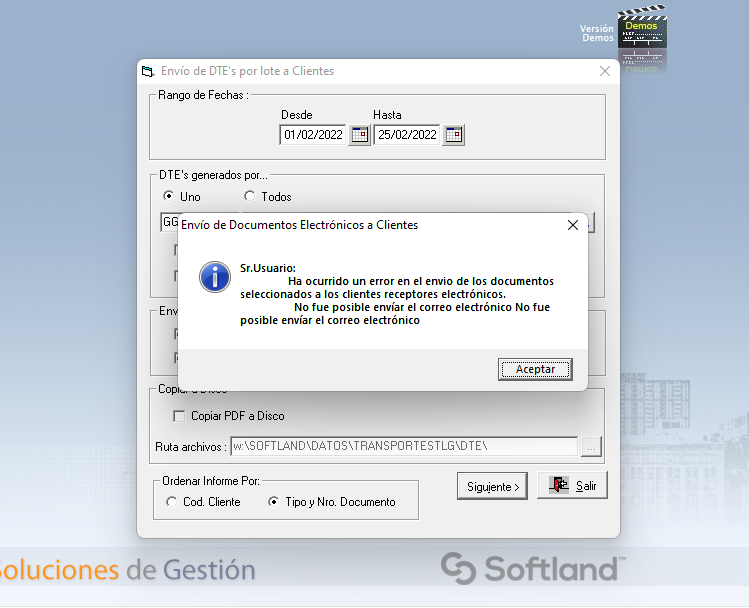 Versión
Demos
Demos
Envío de DTE's por lote a Clientes
Rango de Fechas :
Desde
Hasta
01/02/2022
25/02/2022
DTE's generados por...
Uno
Todos
GG
Envío de Documentos Electrónicos a Clientes
Sr.Usuario:
Ha ocurrido un error en el envio de los documentos
seleccionados a los clientes receptores electrónicos.
No fue posible envíar el correo electrónico No fue
posible envíar el correo electrónico
Aceptar
Env
Copiar a Disco
Copiar PDF a Disco
Ruta archivos :
w:\SOFTLAND\DATOS\TRANSPORTESTLG\DTE\
...
Ordenar Informe Por:
Cod. Cliente
Tipo y Nro. Documento
Siguiente >
Salir
Soluciones de Gestión
Softland™